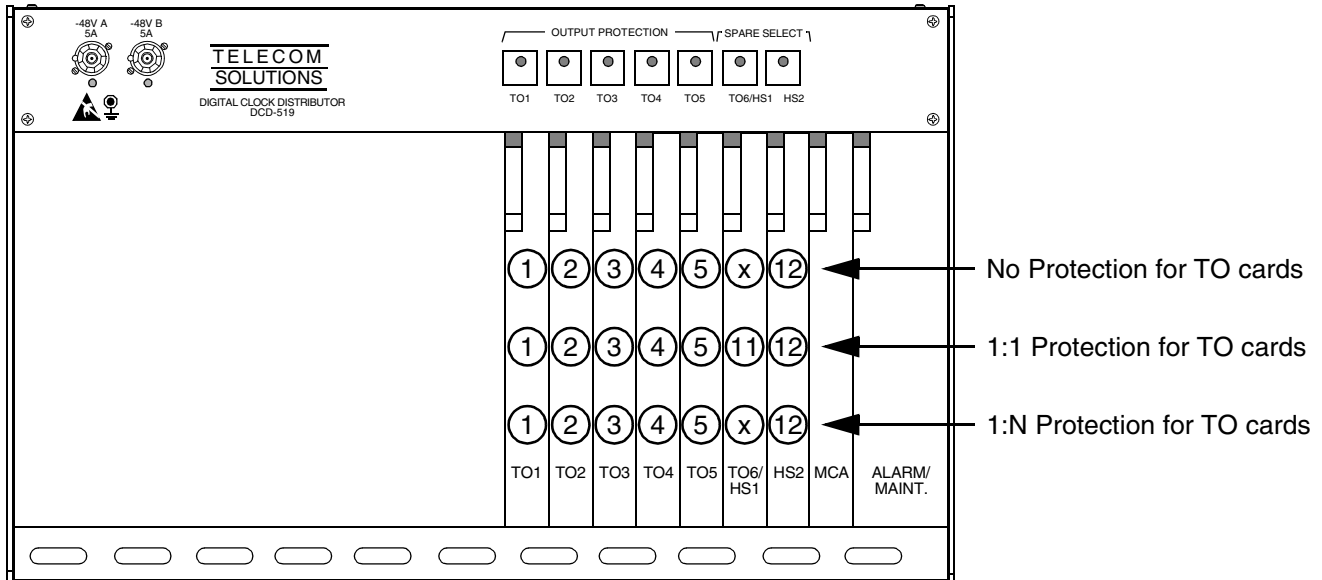 -48V A -48V B
5A 5A
TELECOM
SOLUTIONS
DIGITAL CLOCK DISTRIBUTOR
DCD-519
OUTPUT PROTECTION SPARE SELECT
TO1 TO2 TO3 TO4 TO5 TO6/HS1 HS2
1 2 3 4 5 x 12 No Protection for TO cards
1 2 3 4 5 11 12 1:1 Protection for TO cards
1 2 3 4 5 x 12 1:N Protection for TO cards
TO1 TO2 TO3 TO4 TO5 TO6/ HS2 MCA ALARM/
HS1 MAINT.